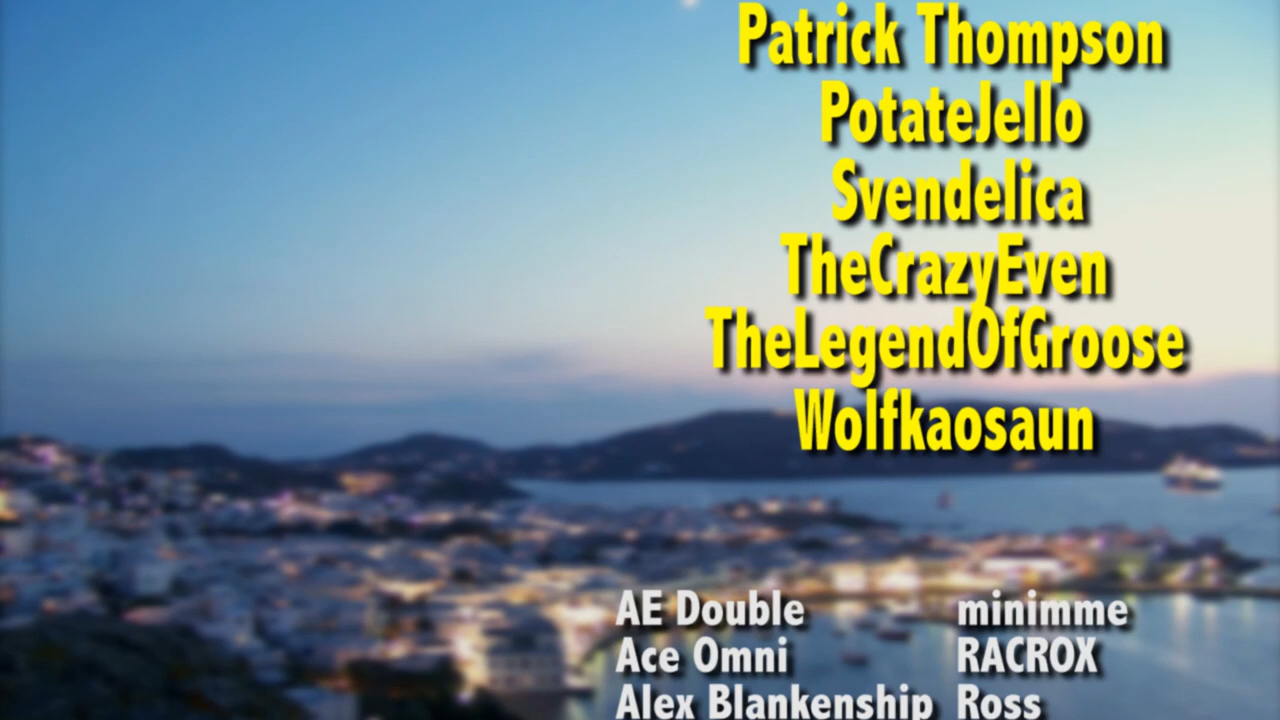 Patrick Thompson
PotateJello
Svendelica
TheCrazyEven
TheLegendOfGroose
Wolfkaosaun
AE Double minimme
Ace Omni RACROX
Alex Blankenship Ross